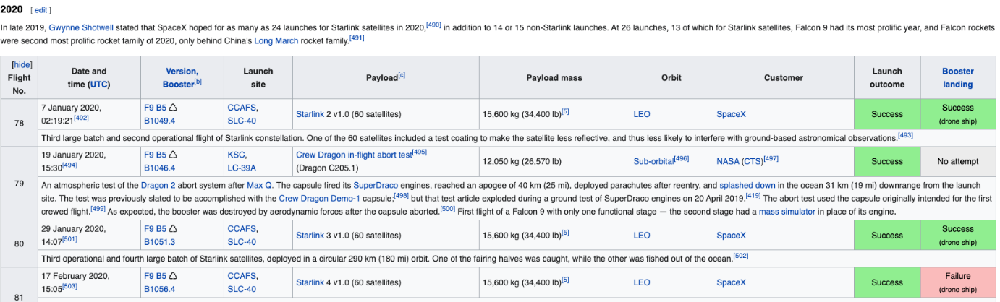 2020 [ edit ]
In late 2019, Gwynne Shotwell stated that SpaceX hoped for as many as 24 launches for Starlink satellites in 2020,[490] in addition to 14 or 15 non-Starlink launches. At 26 launches, 13 of which for Starlink satellites, Falcon 9 had its most prolific year, and Falcon rockets
were second most prolific rocket family of 2020, only behind China's Long March rocket family.[491]
[hide]
Flight
No.
Date and
time (UTC)
Version,
Booster[b]
Launch
site
Payload[c]
Payload mass
Orbit
Customer
Launch
outcome
Booster
landing
78
7 January 2020,
02:19:21[492]
F9 B5 ♺
B1049.4
CCAFS,
SLC-40
Starlink 2 v1.0 (60 satellites)
15,600 kg (34,400 lb)[5]
LEO
SpaceX
Success
Success
(drone ship)
Third large batch and second operational flight of Starlink constellation. One of the 60 satellites included a test coating to make the satellite less reflective, and thus less likely to interfere with ground-based astronomical observations.[493]
79
19 January 2020,
15:30[494]
F9 B5 ♺
B1046.4
KSC,
LC-39A
Crew Dragon in-flight abort test[495]
(Dragon C205.1)
12,050 kg (26,570 lb)
Sub-orbital[496]
NASA (CTS)[497]
Success
No attempt
An atmospheric test of the Dragon 2 abort system after Max Q. The capsule fired its SuperDraco engines, reached an apogee of 40 km (25 mi), deployed parachutes after reentry, and splashed down in the ocean 31 km (19 mi) downrange from the launch
site. The test was previously slated to be accomplished with the Crew Dragon Demo-1 capsule;[498] but that test article exploded during a ground test of SuperDraco engines on 20 April 2019.[419] The abort test used the capsule originally intended for the first
crewed flight.[499] As expected, the booster was destroyed by aerodynamic forces after the capsule aborted.[500] First flight of a Falcon 9 with only one functional stage — the second stage had a mass simulator in place of its engine.
80
29 January 2020,
14:07[501]
F9 B5 ♺
B1051.3
CCAFS,
SLC-40
Starlink 3 v1.0 (60 satellites)
15,600 kg (34,400 lb)[5]
LEO
SpaceX
Success
Success
(drone ship)
Third operational and fourth large batch of Starlink satellites, deployed in a circular 290 km (180 mi) orbit. One of the fairing halves was caught, while the other was fished out of the ocean.[502]
81
17 February 2020,
15:05[503]
F9 B5 ♺
B1056.4
CCAFS,
SLC-40
Starlink 4 v1.0 (60 satellites)
15,600 kg (34,400 lb)[5]
LEO
SpaceX
Success
Failure
(drone ship)